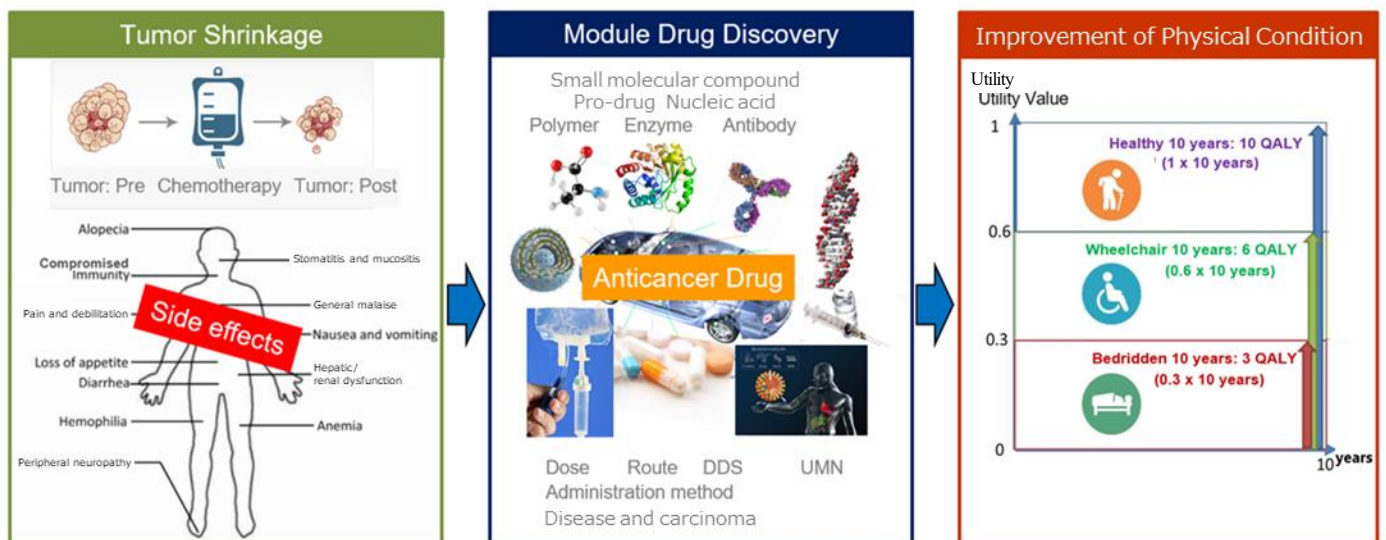 Tumor Shrinkage
Tumor: Pre Chemotherapy Tumor: Post
Alopecia
Stomatitis and mucositis
Compromised
Immunity
General malaise
Pain and debilitation
Side effects
Nausea and vomiting
Loss of appetite
Hepatic/
renal dysfunction
Diarrhea
Hemophilia
Anemia
Peripheral neuropathy
Module Drug Discovery
Small molecular compound
Pro-drug Nucleic acid
Polymer Enzyme Antibody
Anticancer Drug
Dose Route DDS UMN
Administration method
Disease and carcinoma
Improvement of Physical Condition
Utility
Utility Value
1
Healthy 10 years: 10 QALY
(1 x 10 years)
0.6
Wheelchair 10 years: 6 QALY
(0.6 x 10 years)
0.3
Bedridden 10 years: 3 QALY
(0.3 x 10 years)
0
10 years